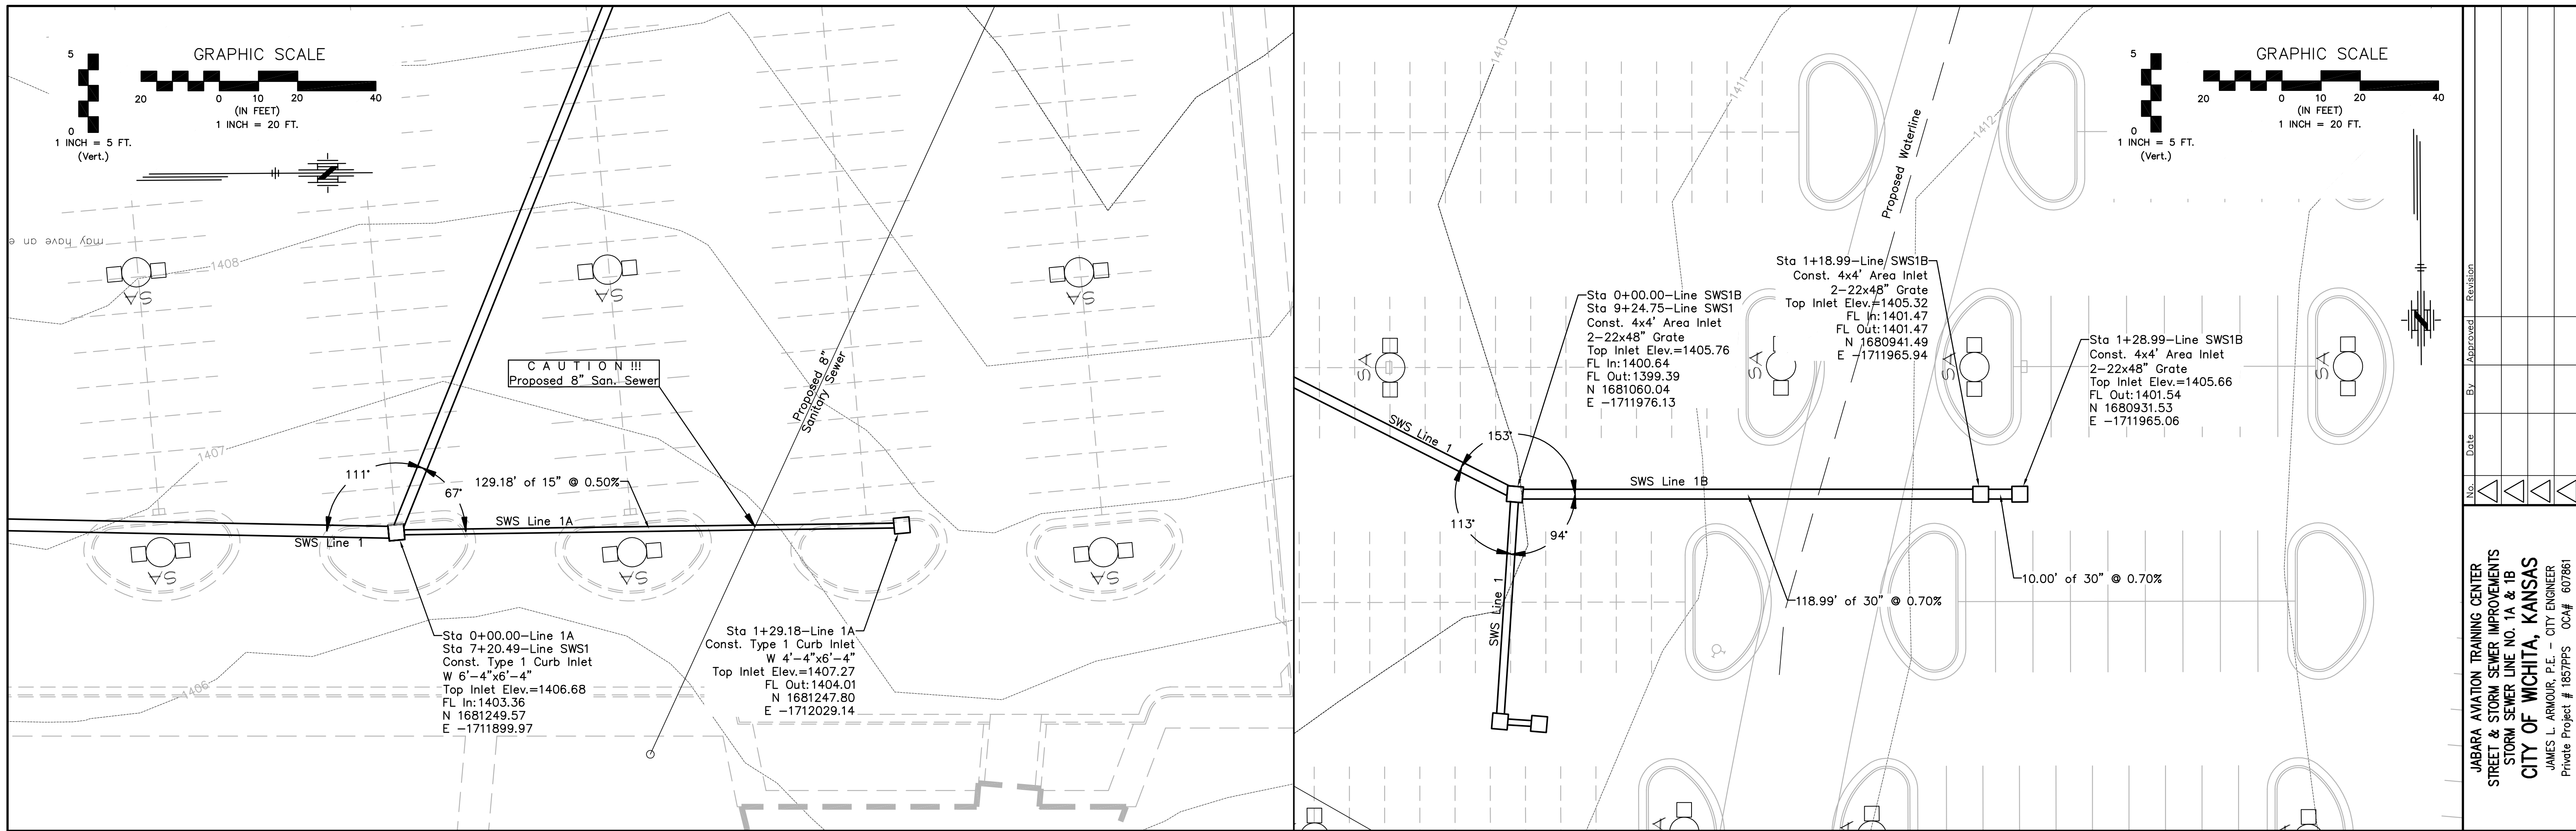 5
0
1 INCH = 5 FT.
(Vert.)
GRAPHIC SCALE
20
0
10
20
40
(IN FEET)
1 INCH = 20 FT.
may have an e
1408
1407
1406
SA
SA
SA
SA
SA
SA
C A U T I O N !!!
Proposed 8" San. Sewer
Proposed 8"
Sanitary Sewer
111°
67°
129.18' of 15" @ 0.50%
SWS Line 1A
SWS Line 1
Sta 0+00.00-Line 1A
Sta 7+20.49-Line SWS1
Const. Type 1 Curb Inlet
W 6'-4"x6'-4"
Top Inlet Elev.=1406.68
FL In:1403.36
N 1681249.57
E -1711899.97
Sta 1+29.18-Line 1A
Const. Type 1 Curb Inlet
W 4'-4"x6'-4"
Top Inlet Elev.=1407.27
FL Out:1404.01
N 1681247.80
E -1712029.14
1410
1411
1412
Proposed Waterline
5
0
1 INCH = 5 FT.
(Vert.)
GRAPHIC SCALE
20
0
10
20
40
(IN FEET)
1 INCH = 20 FT.
Sta 0+00.00-Line SWS1B
Sta 9+24.75-Line SWS1
Const. 4x4' Area Inlet
2-22x48" Grate
Top Inlet Elev.=1405.76
FL In:1400.64
FL Out:1399.39
N 1681060.04
E -1711976.13
Sta 1+18.99-Line SWS1B
Const. 4x4' Area Inlet
2-22x48" Grate
Top Inlet Elev.=1405.32
FL In:1401.47
FL Out:1401.47
N 1680941.49
E -1711965.94
Sta 1+28.99-Line SWS1B
Const. 4x4' Area Inlet
2-22x48" Grate
Top Inlet Elev.=1405.66
FL Out:1401.54
N 1680931.53
E -1711965.06
SA
SA
SA
SA
SWS Line 1
153°
113°
94°
SWS Line 1B
SWS Line 1
118.99' of 30" @ 0.70%
10.00' of 30" @ 0.70%
No.
Date
By
Approved
Revision
JABARA AVIATION TRAINING CENTER
STREET & STORM SEWER IMPROVEMENTS
STORM SEWER LINE NO. 1A & 1B
CITY OF WICHITA, KANSAS
JAMES L. ARMOUR, P.E. - CITY ENGINEER
Private Project # 1857PPS OCA# 607861